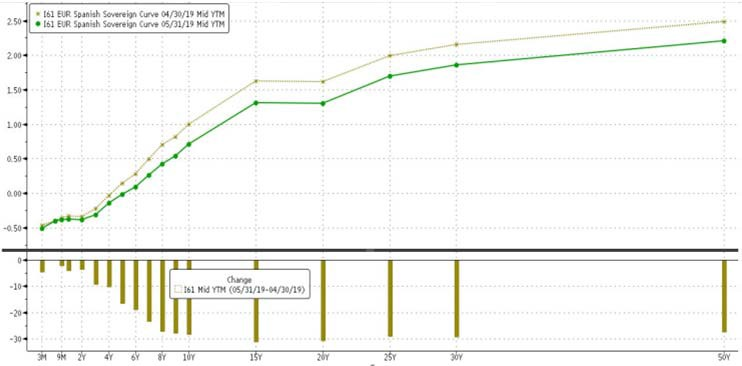 I61 EUR Spanish Sovereign Curve 04/30/19 Mid YTM
I61 EUR Spanish Sovereign Curve 05/31/19 Mid YTM
2.50
2.00
1.50
1.00
0.50
0.00
-0.50
0
-10
-20
-30
Change
I61 Mid YTM (05/31/19-04/30/19)
3M 9M 2Y 4Y 6Y 8Y 10Y 15Y 20Y 25Y 30Y 50Y